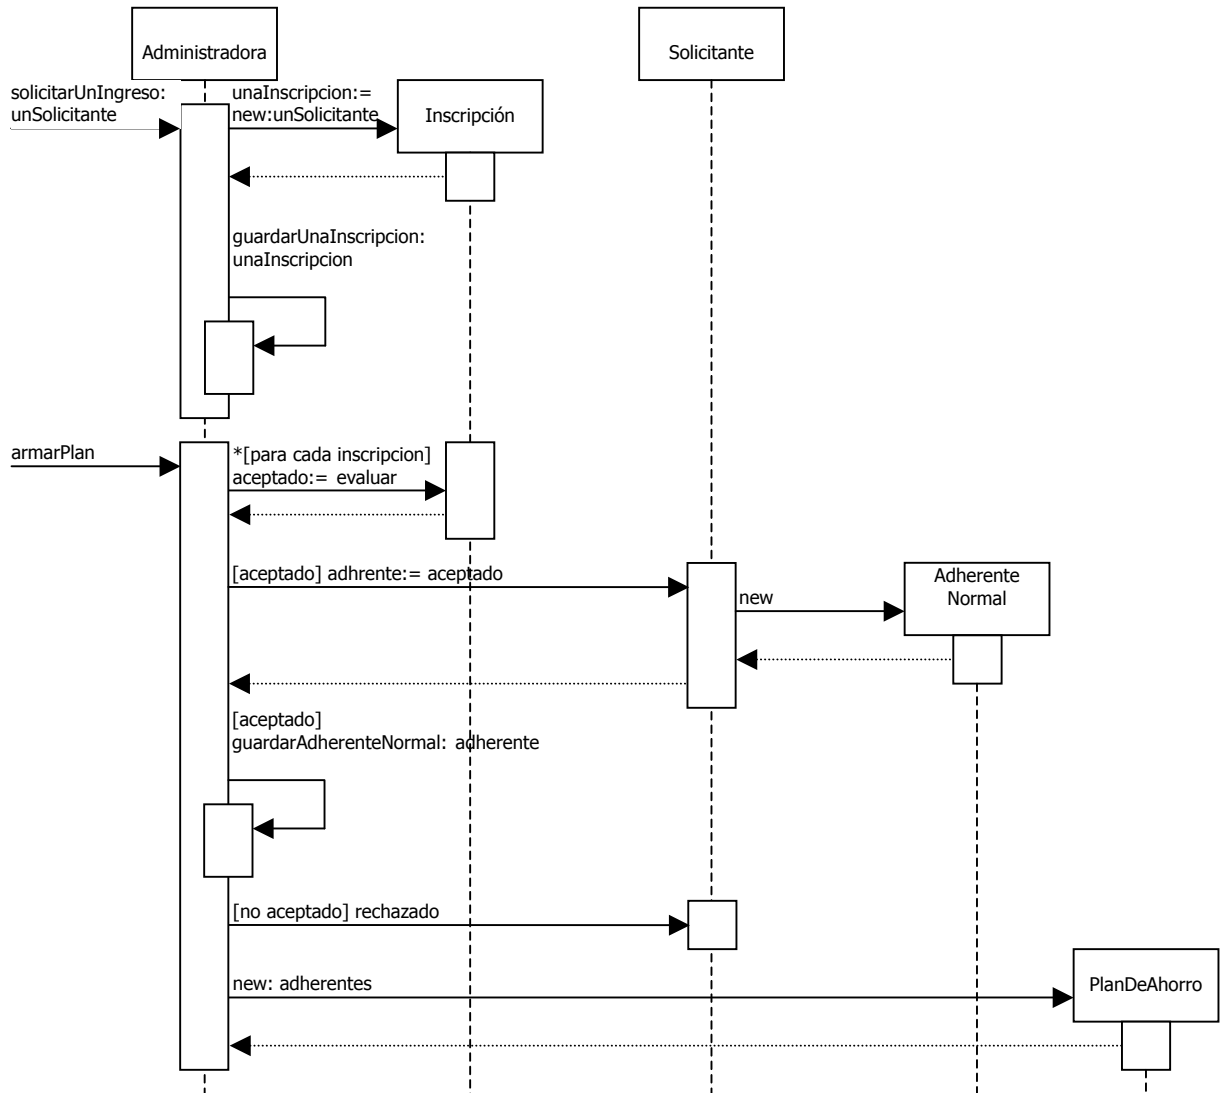 Administradora
Solicitante
solicitarUnIngreso:
unSolicitante
unaInscripcion:=
new:unSolicitante
Inscripción
guardarUnaInscripcion:
unaInscripcion
armarPlan
*[para cada inscripcion]
aceptado:= evaluar
[aceptado] adhrente:= aceptado
new
Adherente
Normal
[aceptado]
guardarAdherenteNormal: adherente
[no aceptado] rechazado
new: adherentes
PlanDeAhorro